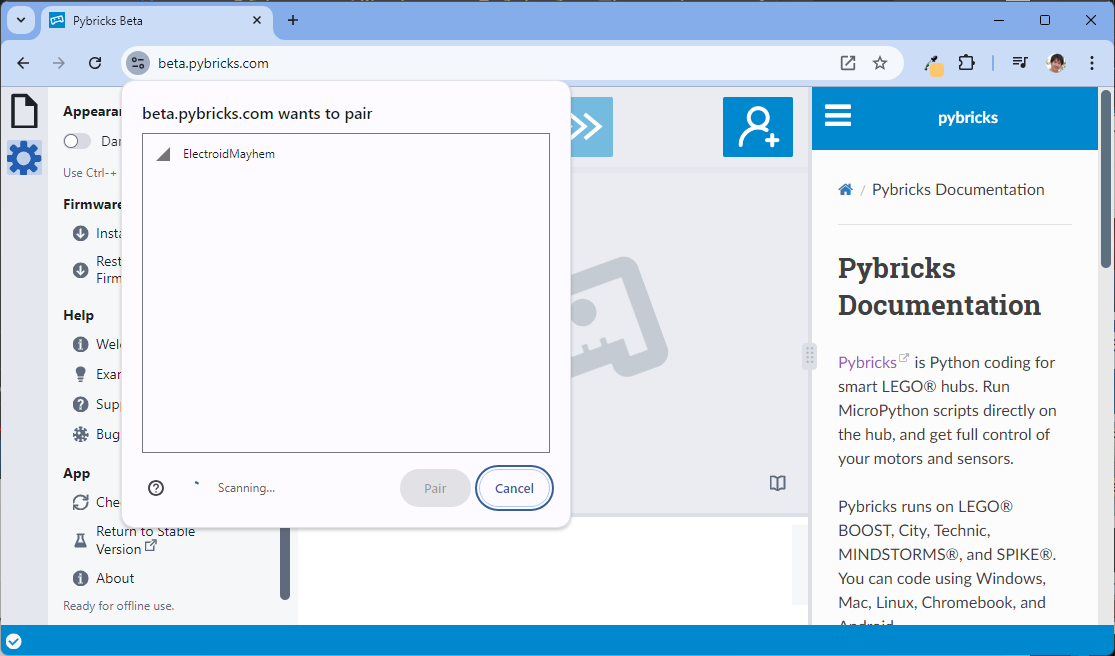 Pybricks Beta
beta.pybricks.com
beta.pybricks.com wants to pair
ElectroidMayhem
Scanning...
Pair
Cancel
Appearan
Dar
Use Ctrl-+
Firmware
Insta
Rest
Firm
Help
Welc
Exam
Supp
Bug
App
Chec
Return to Stable
Version
About
Ready for offline use.
pybricks
/ Pybricks Documentation
Pybricks
Documentation
Pybricks is Python coding for
smart LEGO® hubs. Run
MicroPython scripts directly on
the hub, and get full control of
your motors and sensors.
Pybricks runs on LEGO®
BOOST, City, Technic,
MINDSTORMS®, and SPIKE®.
You can code using Windows,
Mac, Linux, Chromebook, and
Android.